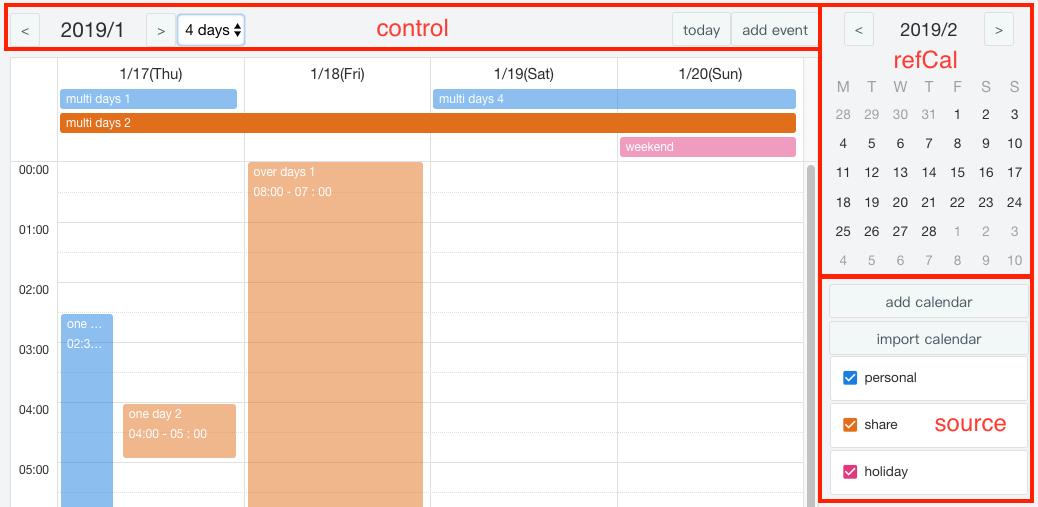 < 2019/1 > 4 days control today add event
1/17(Thu) 1/18(Fri) 1/19(Sat) 1/20(Sun)
multi days 1 multi days 4
multi days 2
weekend
00:00
over days 1
08:00 - 07 : 00
01:00
02:00
one ...
02:3...
03:00
04:00
one day 2
04:00 - 05 : 00
05:00
< 2019/2 >
refCal
M T W T F S S
28 29 30 31 1 2 3
4 5 6 7 8 9 10
11 12 13 14 15 16 17
18 19 20 21 22 23 24
25 26 27 28 1 2 3
4 5 6 7 8 9 10
add calendar
import calendar
personal
share source
holiday